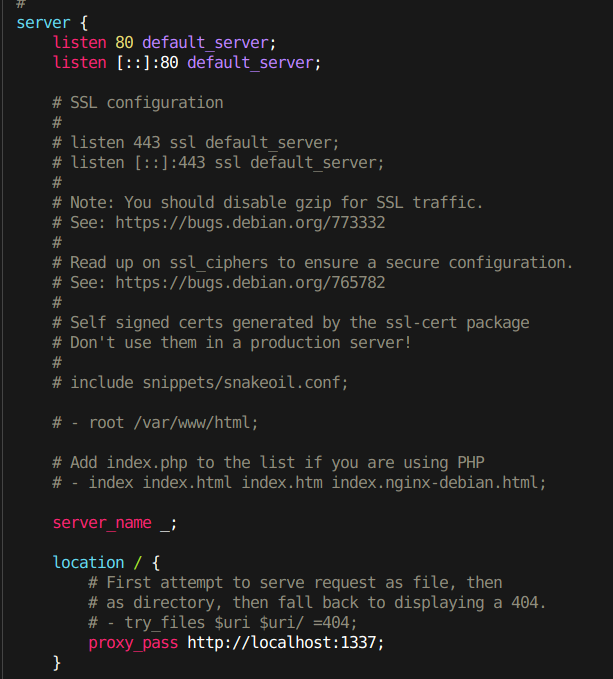 #
server {
    listen 80 default_server;
    listen [::]:80 default_server;

    # SSL configuration
    #
    # listen 443 ssl default_server;
    # listen [::]:443 ssl default_server;
    #
    # Note: You should disable gzip for SSL traffic.
    # See: https://bugs.debian.org/773332
    #
    # Read up on ssl_ciphers to ensure a secure configuration.
    # See: https://bugs.debian.org/765782
    #
    # Self signed certs generated by the ssl-cert package
    # Don't use them in a production server!
    #
    # include snippets/snakeoil.conf;

    # - root /var/www/html;

    # Add index.php to the list if you are using PHP
    # - index index.html index.htm index.nginx-debian.html;

    server_name _;

    location / {
        # First attempt to serve request as file, then
        # as directory, then fall back to displaying a 404.
        # - try_files $uri $uri/ =404;
        proxy_pass http://localhost:1337;
    }